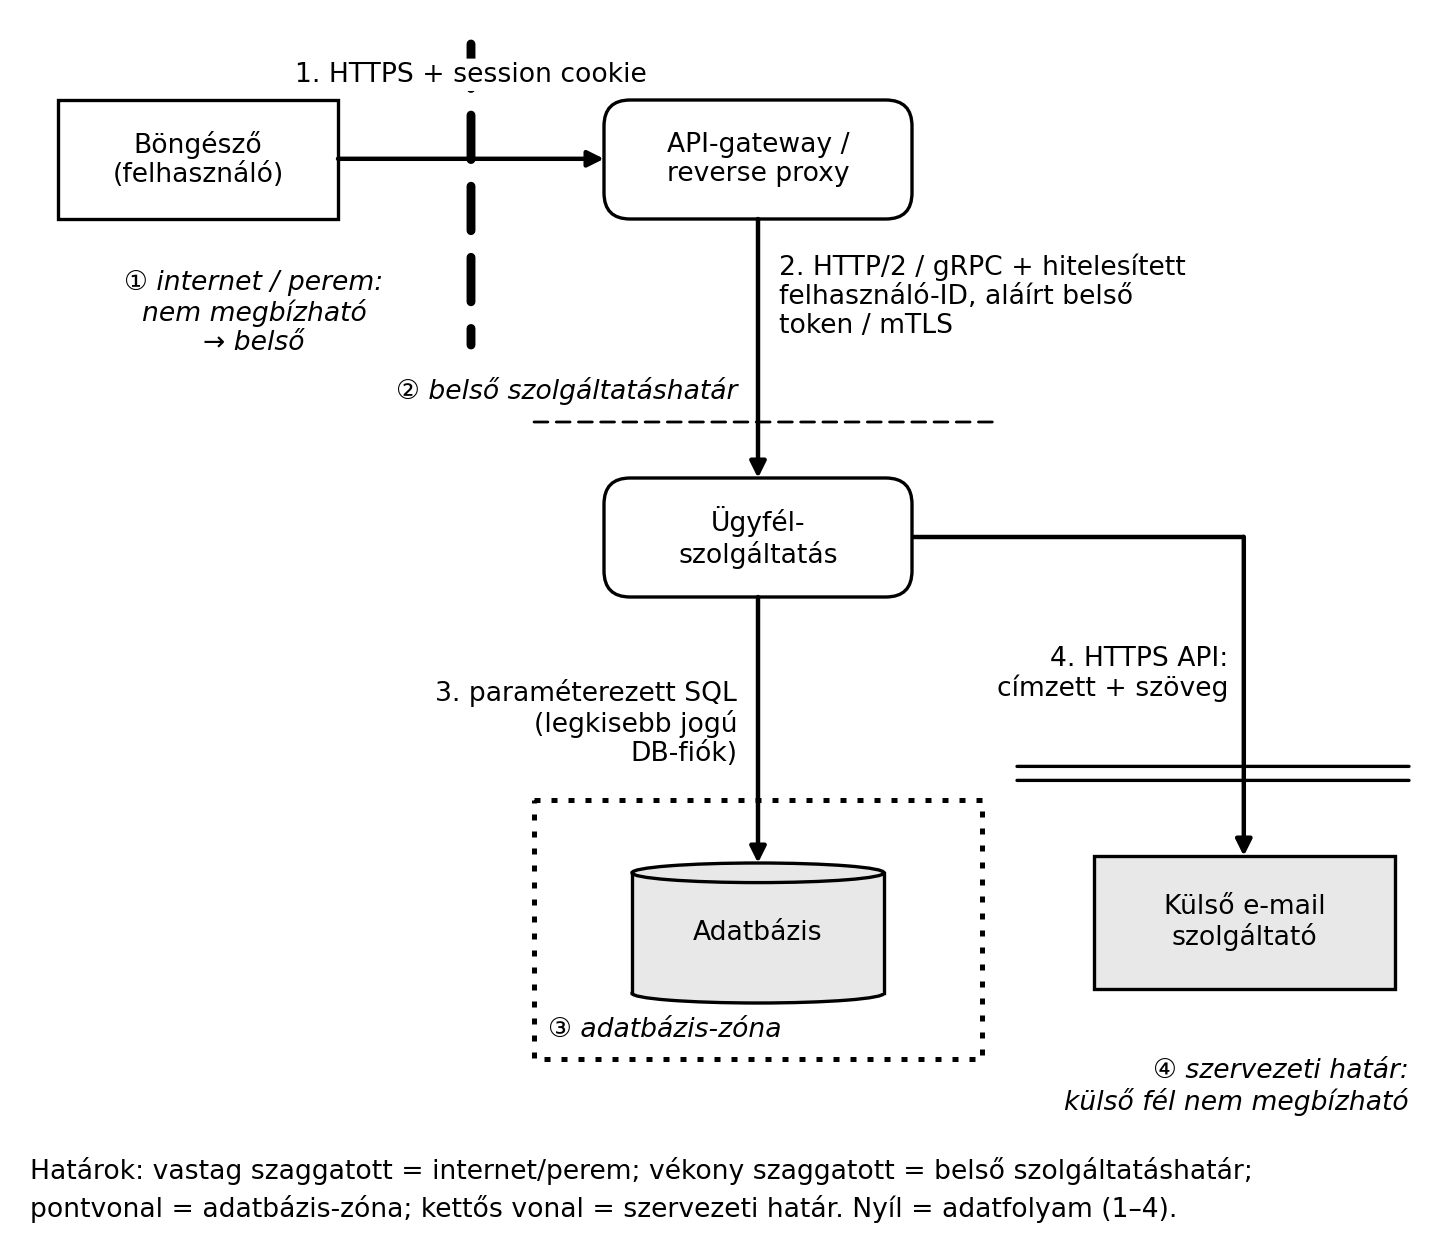 1. HTTPS + session cookie
Böngésző
(felhasználó)
API-gateway /
reverse proxy
① internet / perem:
nem megbízható
→ belső
2. HTTP/2 / gRPC + hitelesített
felhasználó-ID, aláírt belső
token / mTLS
② belső szolgáltatáshatár
Ügyfél-
szolgáltatás
3. paraméterezett SQL
(legkisebb jogú
DB-fiók)
4. HTTPS API:
címzett + szöveg
Adatbázis
③ adatbázis-zóna
Külső e-mail
szolgáltató
④ szervezeti határ:
külső fél nem megbízható
Határok: vastag szaggatott = internet/perem; vékony szaggatott = belső szolgáltatáshatár;
pontvonal = adatbázis-zóna; kettős vonal = szervezeti határ. Nyíl = adatfolyam (1–4).